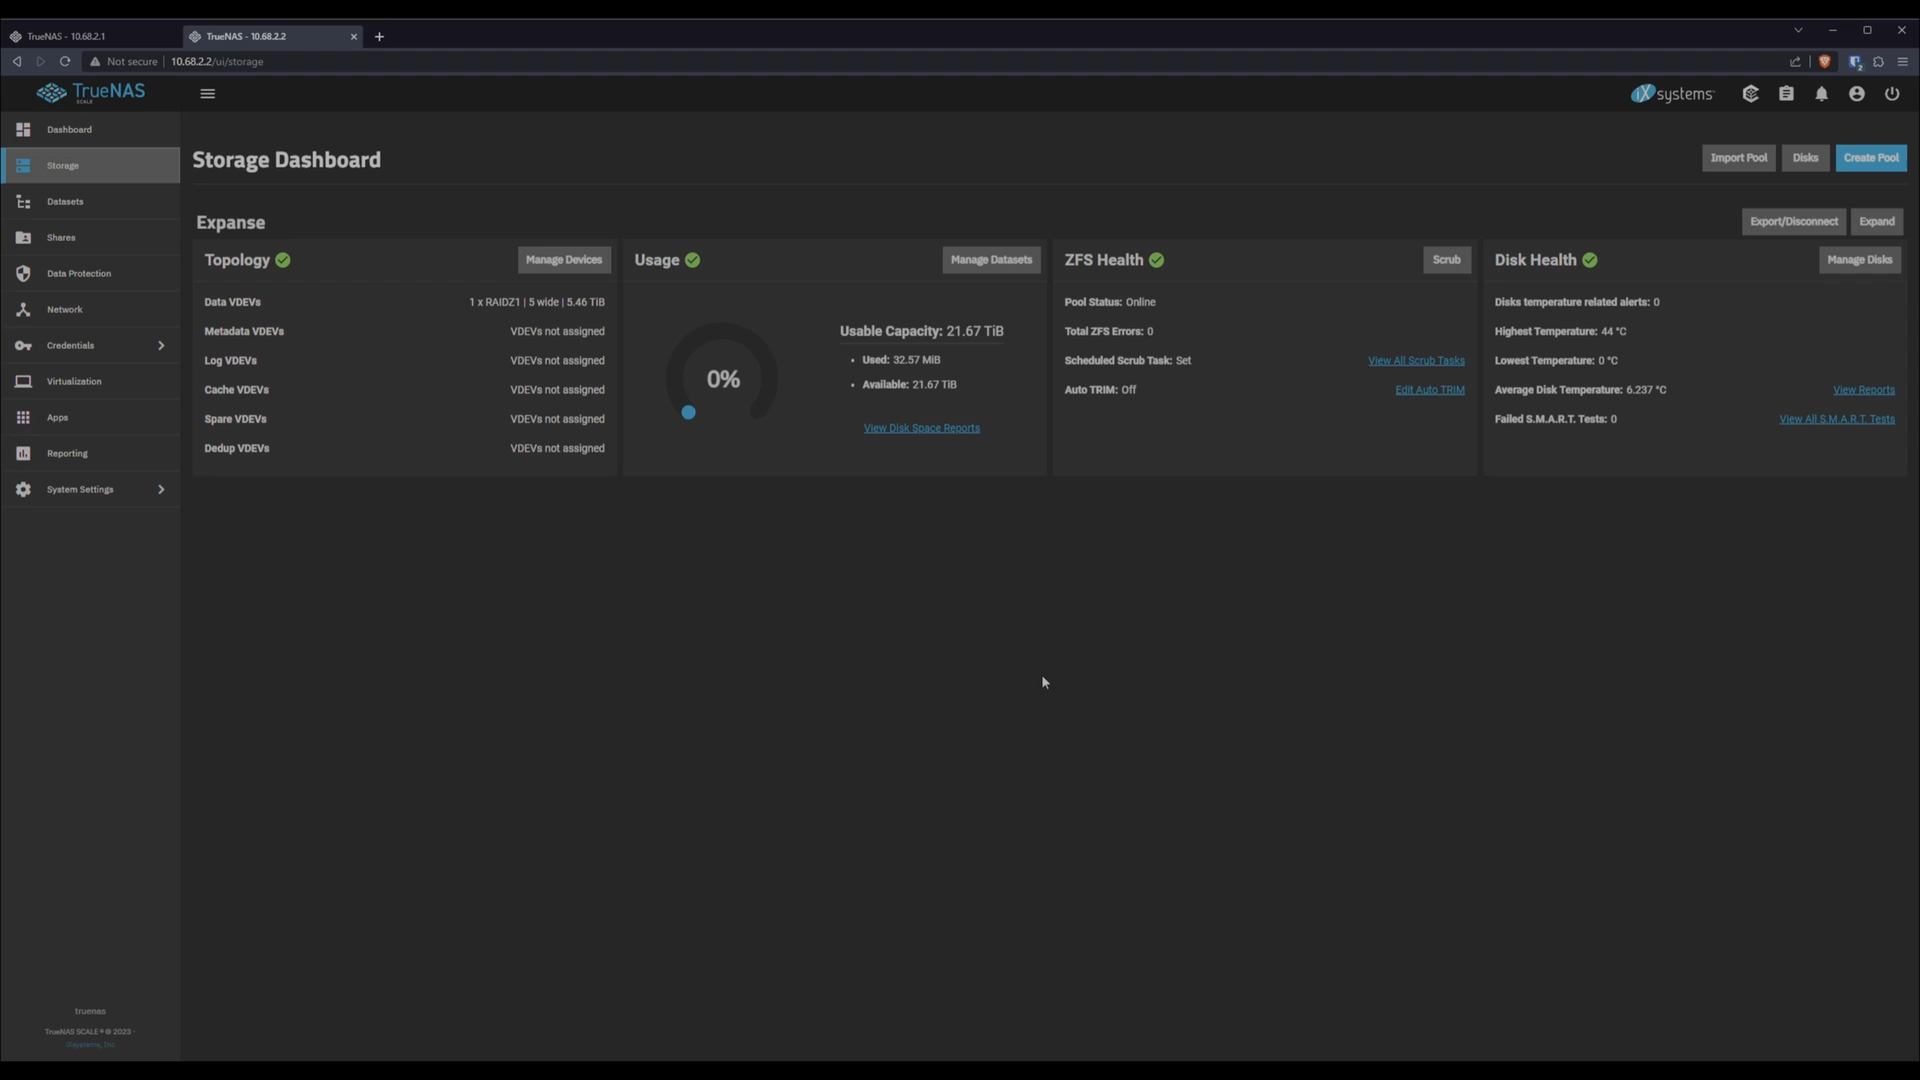 TrueNAS - 10.68.2.1
TrueNAS - 10.68.2.2
Not secure
10.68.2.2/ui/storage
TrueNAS
SCALE
iXsystems
Dashboard
Storage
Datasets
Shares
Data Protection
Network
Credentials
Virtualization
Apps
Reporting
System Settings
truenas
TrueNAS SCALE ® © 2023 -
iXsystems, Inc
Storage Dashboard
Import Pool
Disks
Create Pool
Expanse
Export/Disconnect
Expand
Topology
Manage Devices
Data VDEVs 1 x RAIDZ1 | 5 wide | 5.46 TiB
Metadata VDEVs VDEVs not assigned
Log VDEVs VDEVs not assigned
Cache VDEVs VDEVs not assigned
Spare VDEVs VDEVs not assigned
Dedup VDEVs VDEVs not assigned
Usage
Manage Datasets
0%
Usable Capacity: 21.67 TiB
• Used: 32.57 MiB
• Available: 21.67 TiB
View Disk Space Reports
ZFS Health
Scrub
Pool Status: Online
Total ZFS Errors: 0
Scheduled Scrub Task: Set View All Scrub Tasks
Auto TRIM: Off Edit Auto TRIM
Disk Health
Manage Disks
Disks temperature related alerts: 0
Highest Temperature: 44 °C
Lowest Temperature: 0 °C
Average Disk Temperature: 6.237 °C View Reports
Failed S.M.A.R.T. Tests: 0 View All S.M.A.R.T. Tests